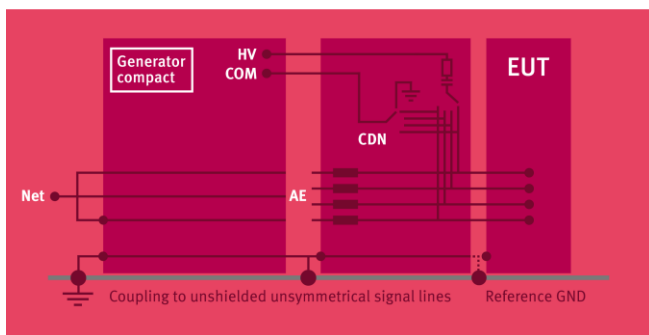 Generator
compact
HV
COM
CDN
EUT
Net
AE
Coupling to unshielded unsymmetrical signal lines
Reference GND